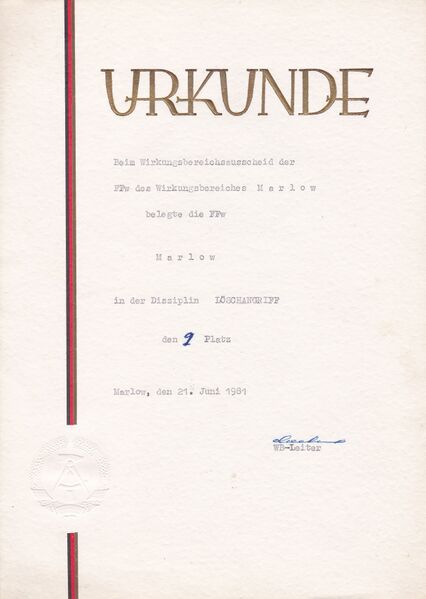 URKUNDE
Beim Wirkungsbereichsausscheid der
FFw des Wirkungsbereiches M a r l o w
belegte die FFw
M a r l o w
in der Disziplin LÖSCHANGRIFF
den 9 Platz
Marlow, den 21. Juni 1981
WB-Leiter